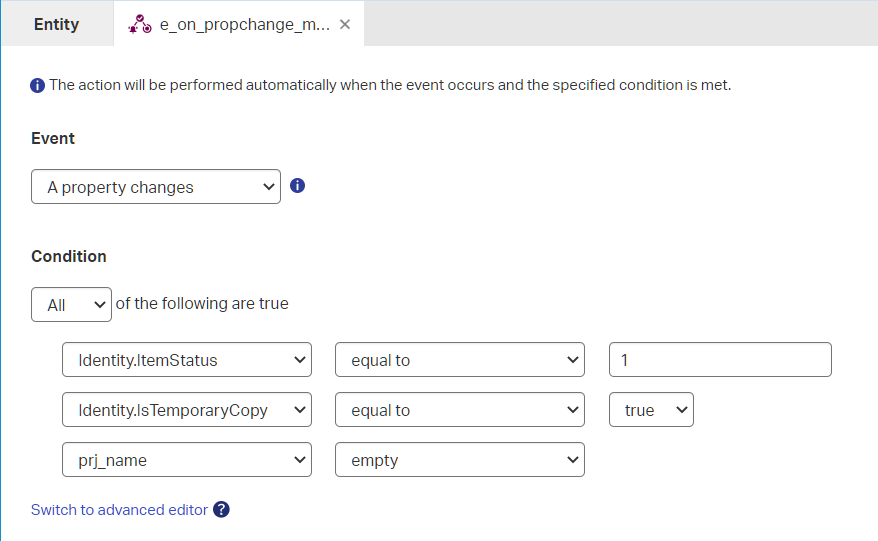 Entity
e_on_propchange_m...
The action will be performed automatically when the event occurs and the specified condition is met.
Event
A property changes
Condition
All of the following are true
Identity.ItemStatus equal to 1
Identity.IsTemporaryCopy equal to true
prj_name empty
Switch to advanced editor